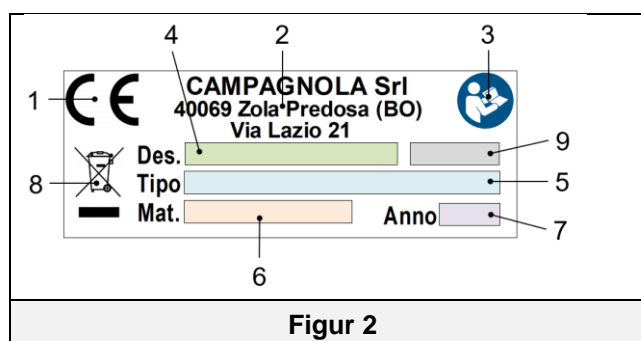 4 2 3
1 CE CAMPAGNOLA Srl
40069 Zola Predosa (BO)
Via Lazio 21
Des. 9
8 Tipo 5
Mat. Anno 7
6
Figur 2